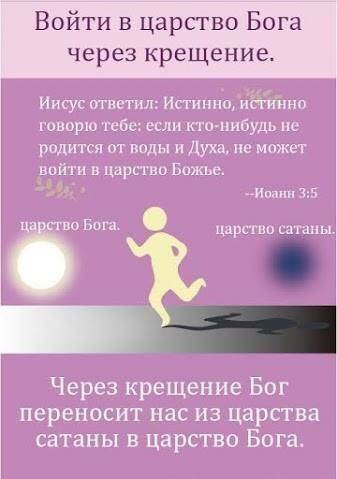 Войти в царство Бога
через крещение.
Иисус ответил: Истинно, истинно
говорю тебе: если кто-нибудь не
родится от воды и Духа, не может
войти в царство Божье.
--Иоанн 3:5
царство Бога.
царство сатаны.
Через крещение Бог
переносит нас из царства
сатаны в царство Бога.